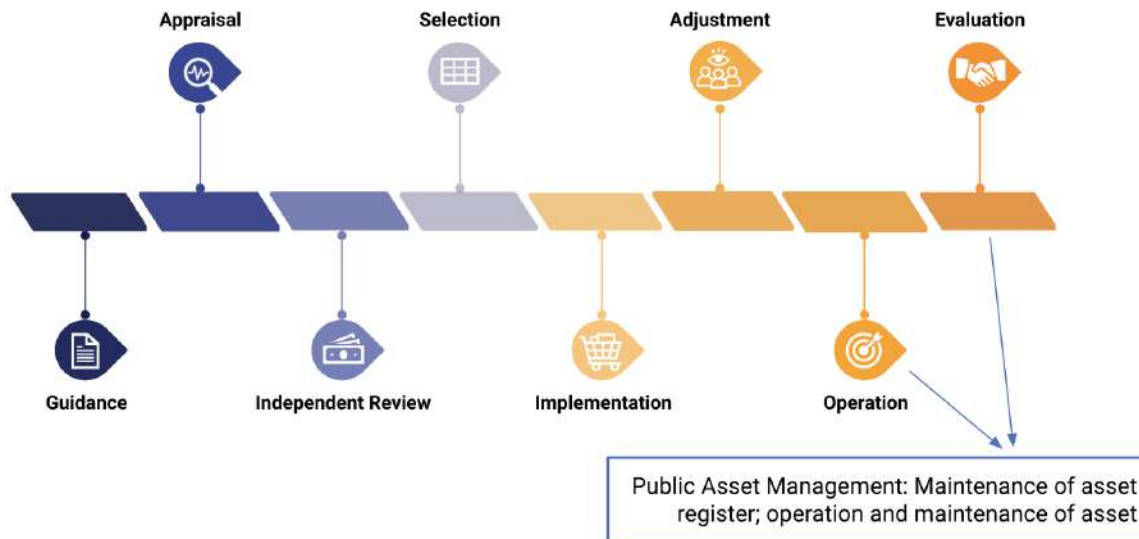 Appraisal
Selection
Adjustment
Evaluation
Guidance
Independent Review
Implementation
Operation
Public Asset Management: Maintenance of asset
register; operation and maintenance of asset